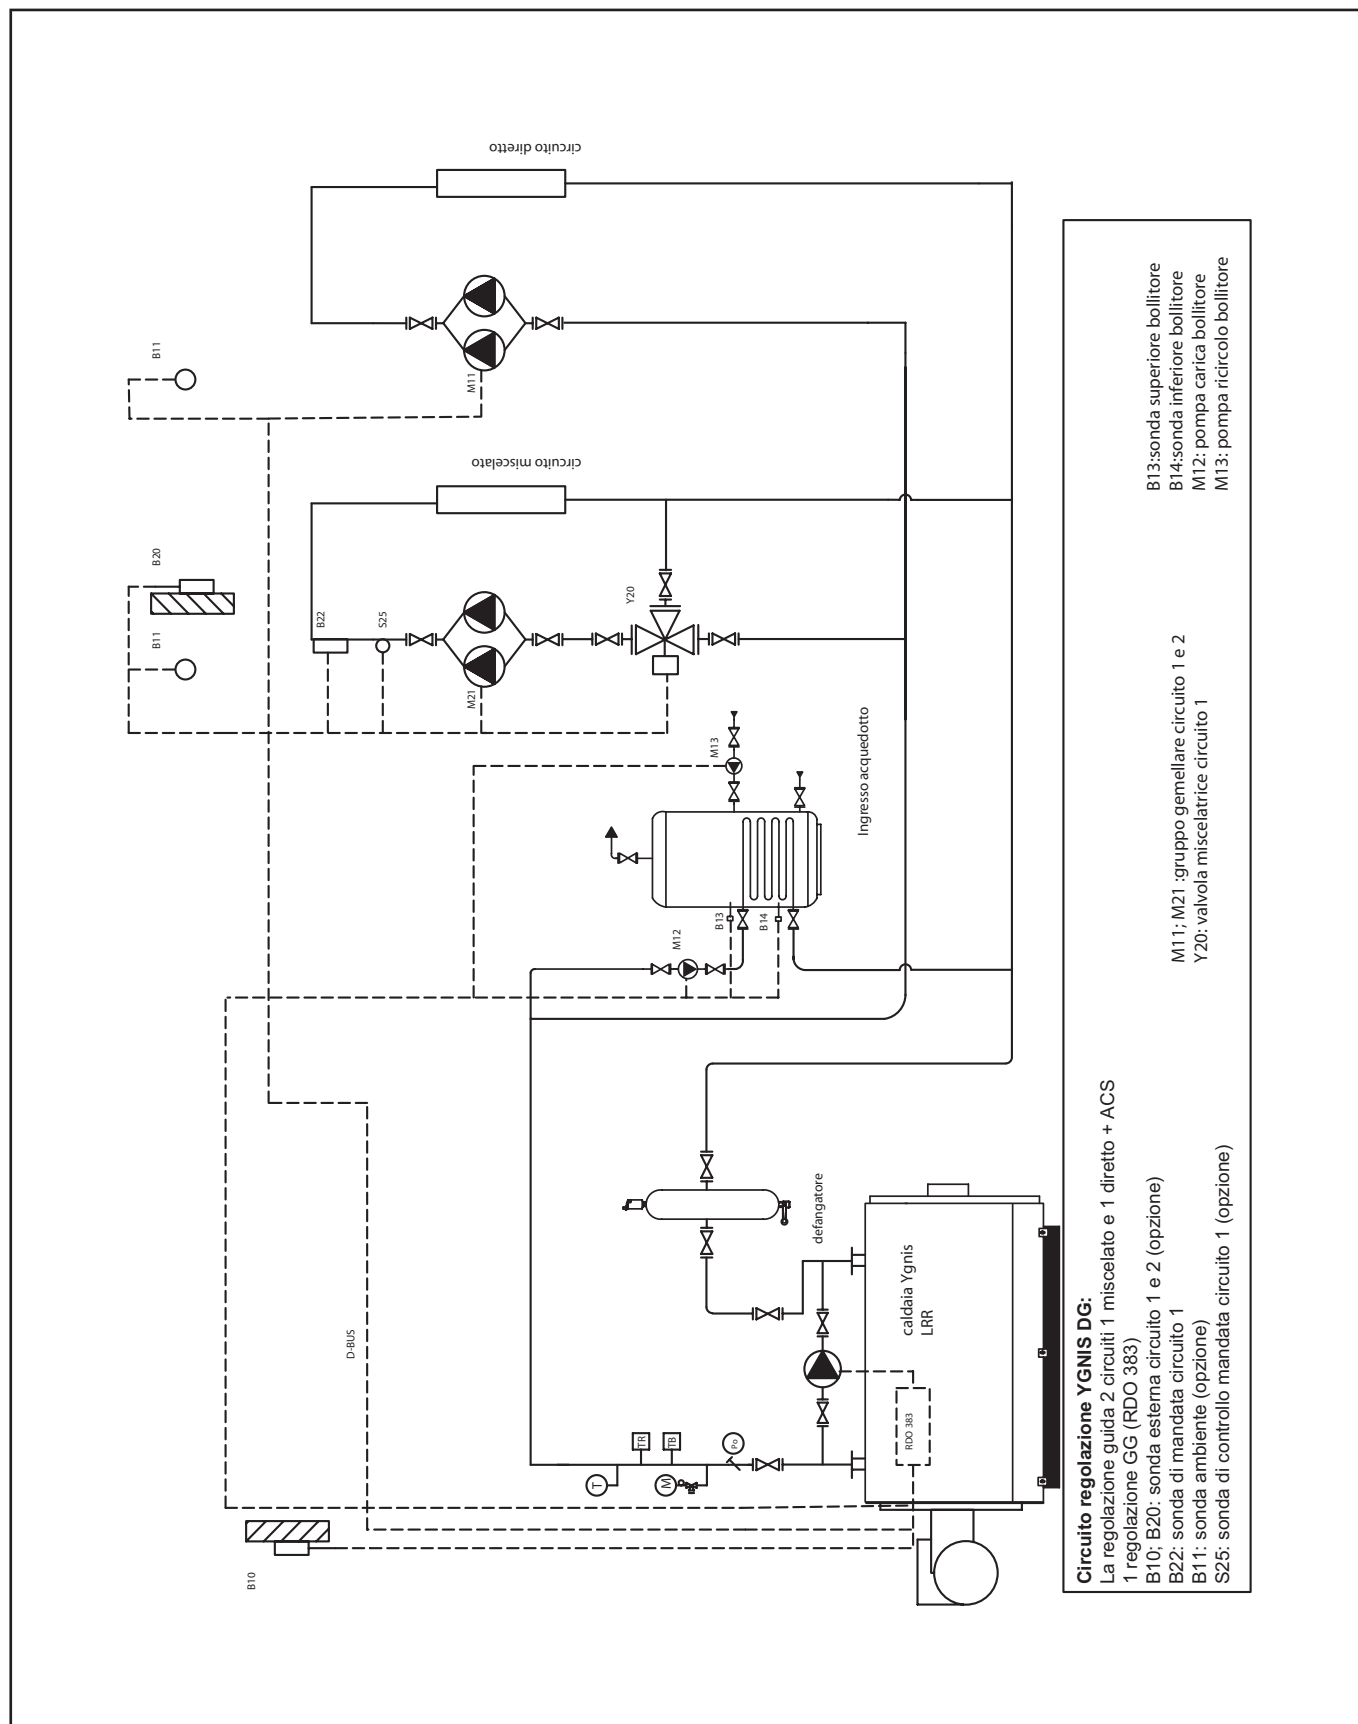 B10
D-BUS
B11
B20
B11
B22
S25
circuito miscelato
circuito diretto
M21
M11
Y20
M13
M12
B13
B14
Ingresso acquedotto
T
TR
TB
M
Po
defangatore
caldaia Ygnis
LRR
RDO 383
Circuito regolazione YGNIS DG:
La regolazione guida 2 circuiti 1 miscelato e 1 diretto + ACS
1 regolazione GG (RDO 383)
B10; B20: sonda esterna circuito 1 e 2 (opzione)
B22: sonda di mandata circuito 1
B11: sonda ambiente (opzione)
S25: sonda di controllo mandata circuito 1 (opzione)
M11; M21 :gruppo gemellare circuito 1 e 2
Y20: valvola miscelatrice circuito 1
B13:sonda superiore bollitore
B14:sonda inferiore bollitore
M12: pompa carica bollitore
M13: pompa ricircolo bollitore